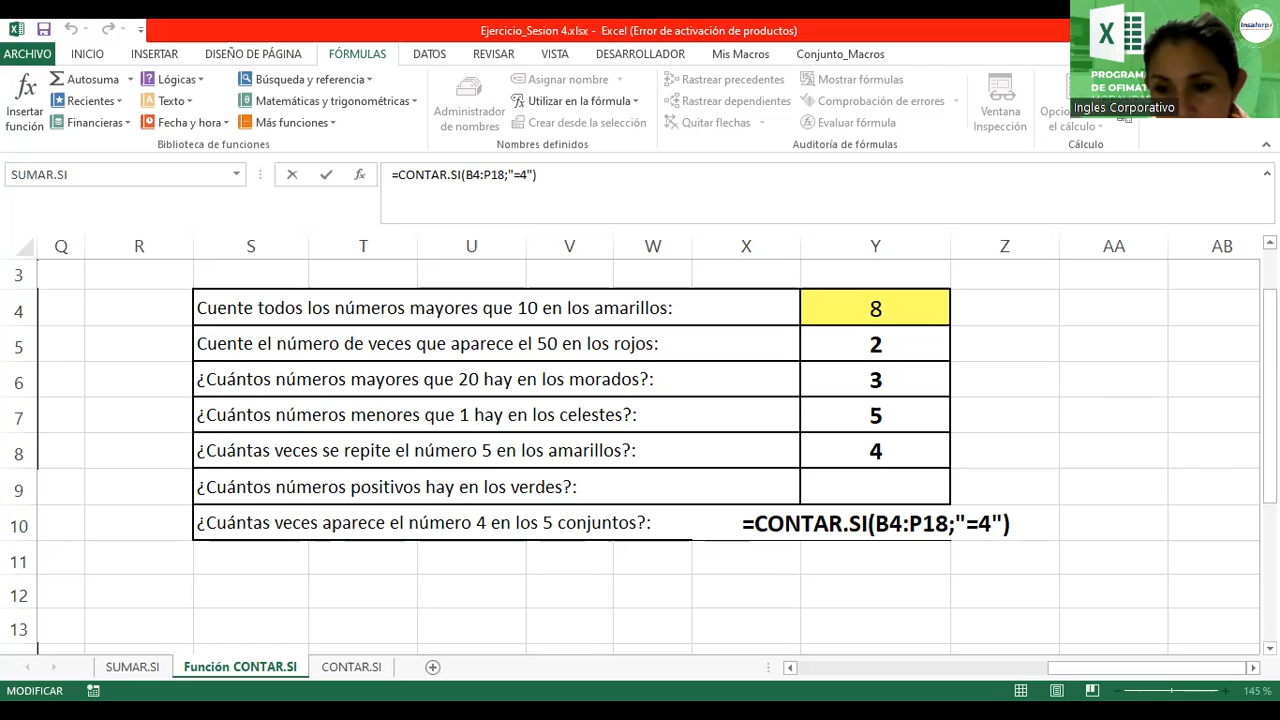 Ejercicio_Sesion 4.xlsx - Excel (Error de activación de productos)
ARCHIVO INICIO INSERTAR DISEÑO DE PÁGINA FÓRMULAS DATOS REVISAR VISTA DESARROLLADOR Mis Macros Conjunto_Macros
Insertar función
Autosuma
Recientes
Financieras
Lógicas
Texto
Fecha y hora
Búsqueda y referencia
Matemáticas y trigonométricas
Más funciones
Biblioteca de funciones
Administrador de nombres
Asignar nombre
Utilizar en la fórmula
Crear desde la selección
Nombres definidos
Rastrear precedentes
Rastrear dependientes
Quitar flechas
Mostrar fórmulas
Comprobación de errores
Evaluar fórmula
Auditoría de fórmulas
Ventana Inspección
el cálculo
Cálculo
PROGRAMA
DE OFIMAT
Insaforp
Ingles Corporativo
SUMAR.SI
fx
=CONTAR.SI(B4:P18;"=4")
Q R S T U V W X Y Z AA AB
3
4 Cuente todos los números mayores que 10 en los amarillos: 8
5 Cuente el número de veces que aparece el 50 en los rojos: 2
6 ¿Cuántos números mayores que 20 hay en los morados?: 3
7 ¿Cuántos números menores que 1 hay en los celestes?: 5
8 ¿Cuántas veces se repite el número 5 en los amarillos?: 4
9 ¿Cuántos números positivos hay en los verdes?:
10 ¿Cuántas veces aparece el número 4 en los 5 conjuntos?: =CONTAR.SI(B4:P18;"=4")
11
12
13
SUMAR.SI Función CONTAR.SI CONTAR.SI
MODIFICAR
145 %